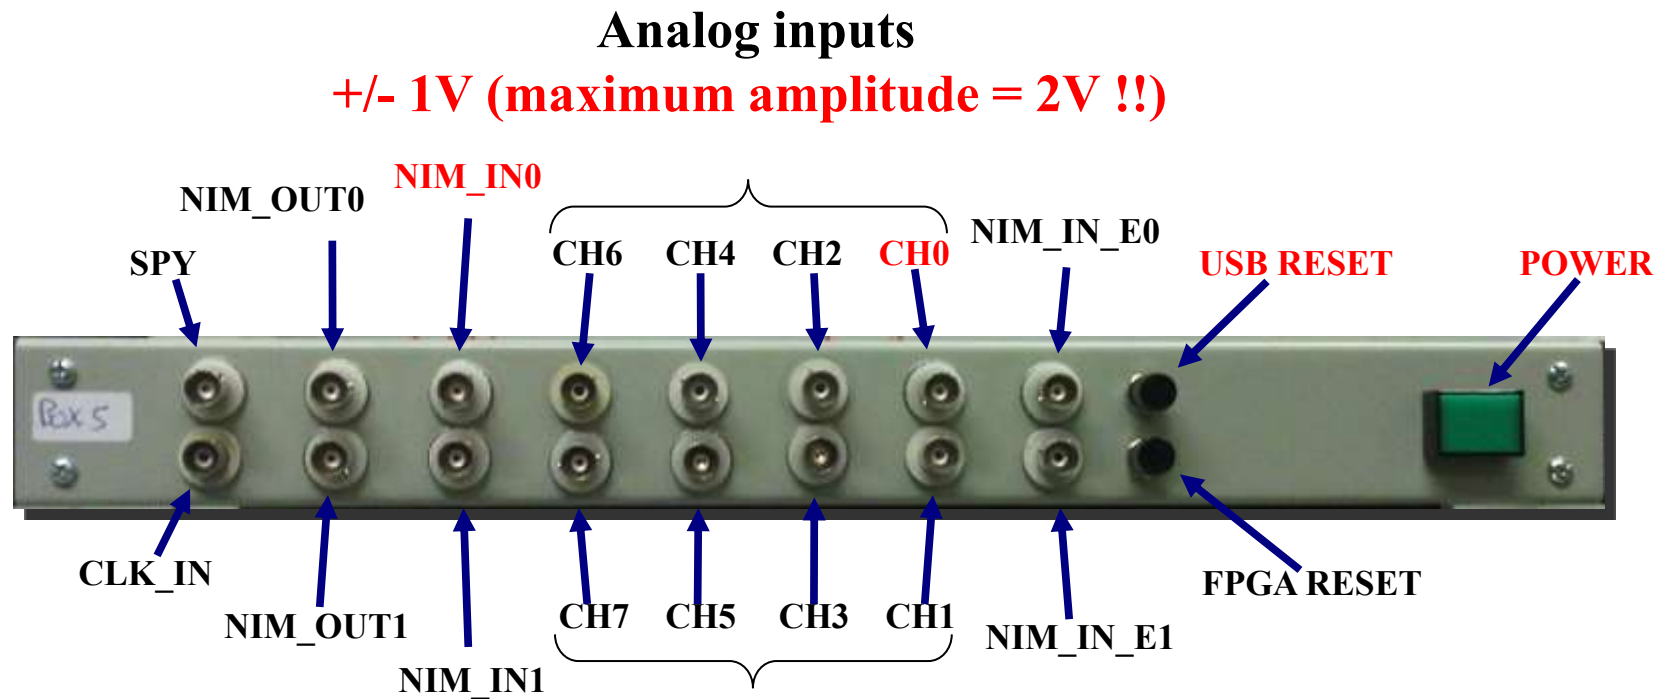 Analog inputs
+/- 1V (maximum amplitude = 2V !!)
NIM_IN0
NIM_OUT0
NIM_IN_E0
SPY
CH6 CH4 CH2 CH0
USB RESET
POWER
Box 5
CLK_IN
FPGA RESET
CH7 CH5 CH3 CH1
NIM_OUT1
NIM_IN_E1
NIM_IN1